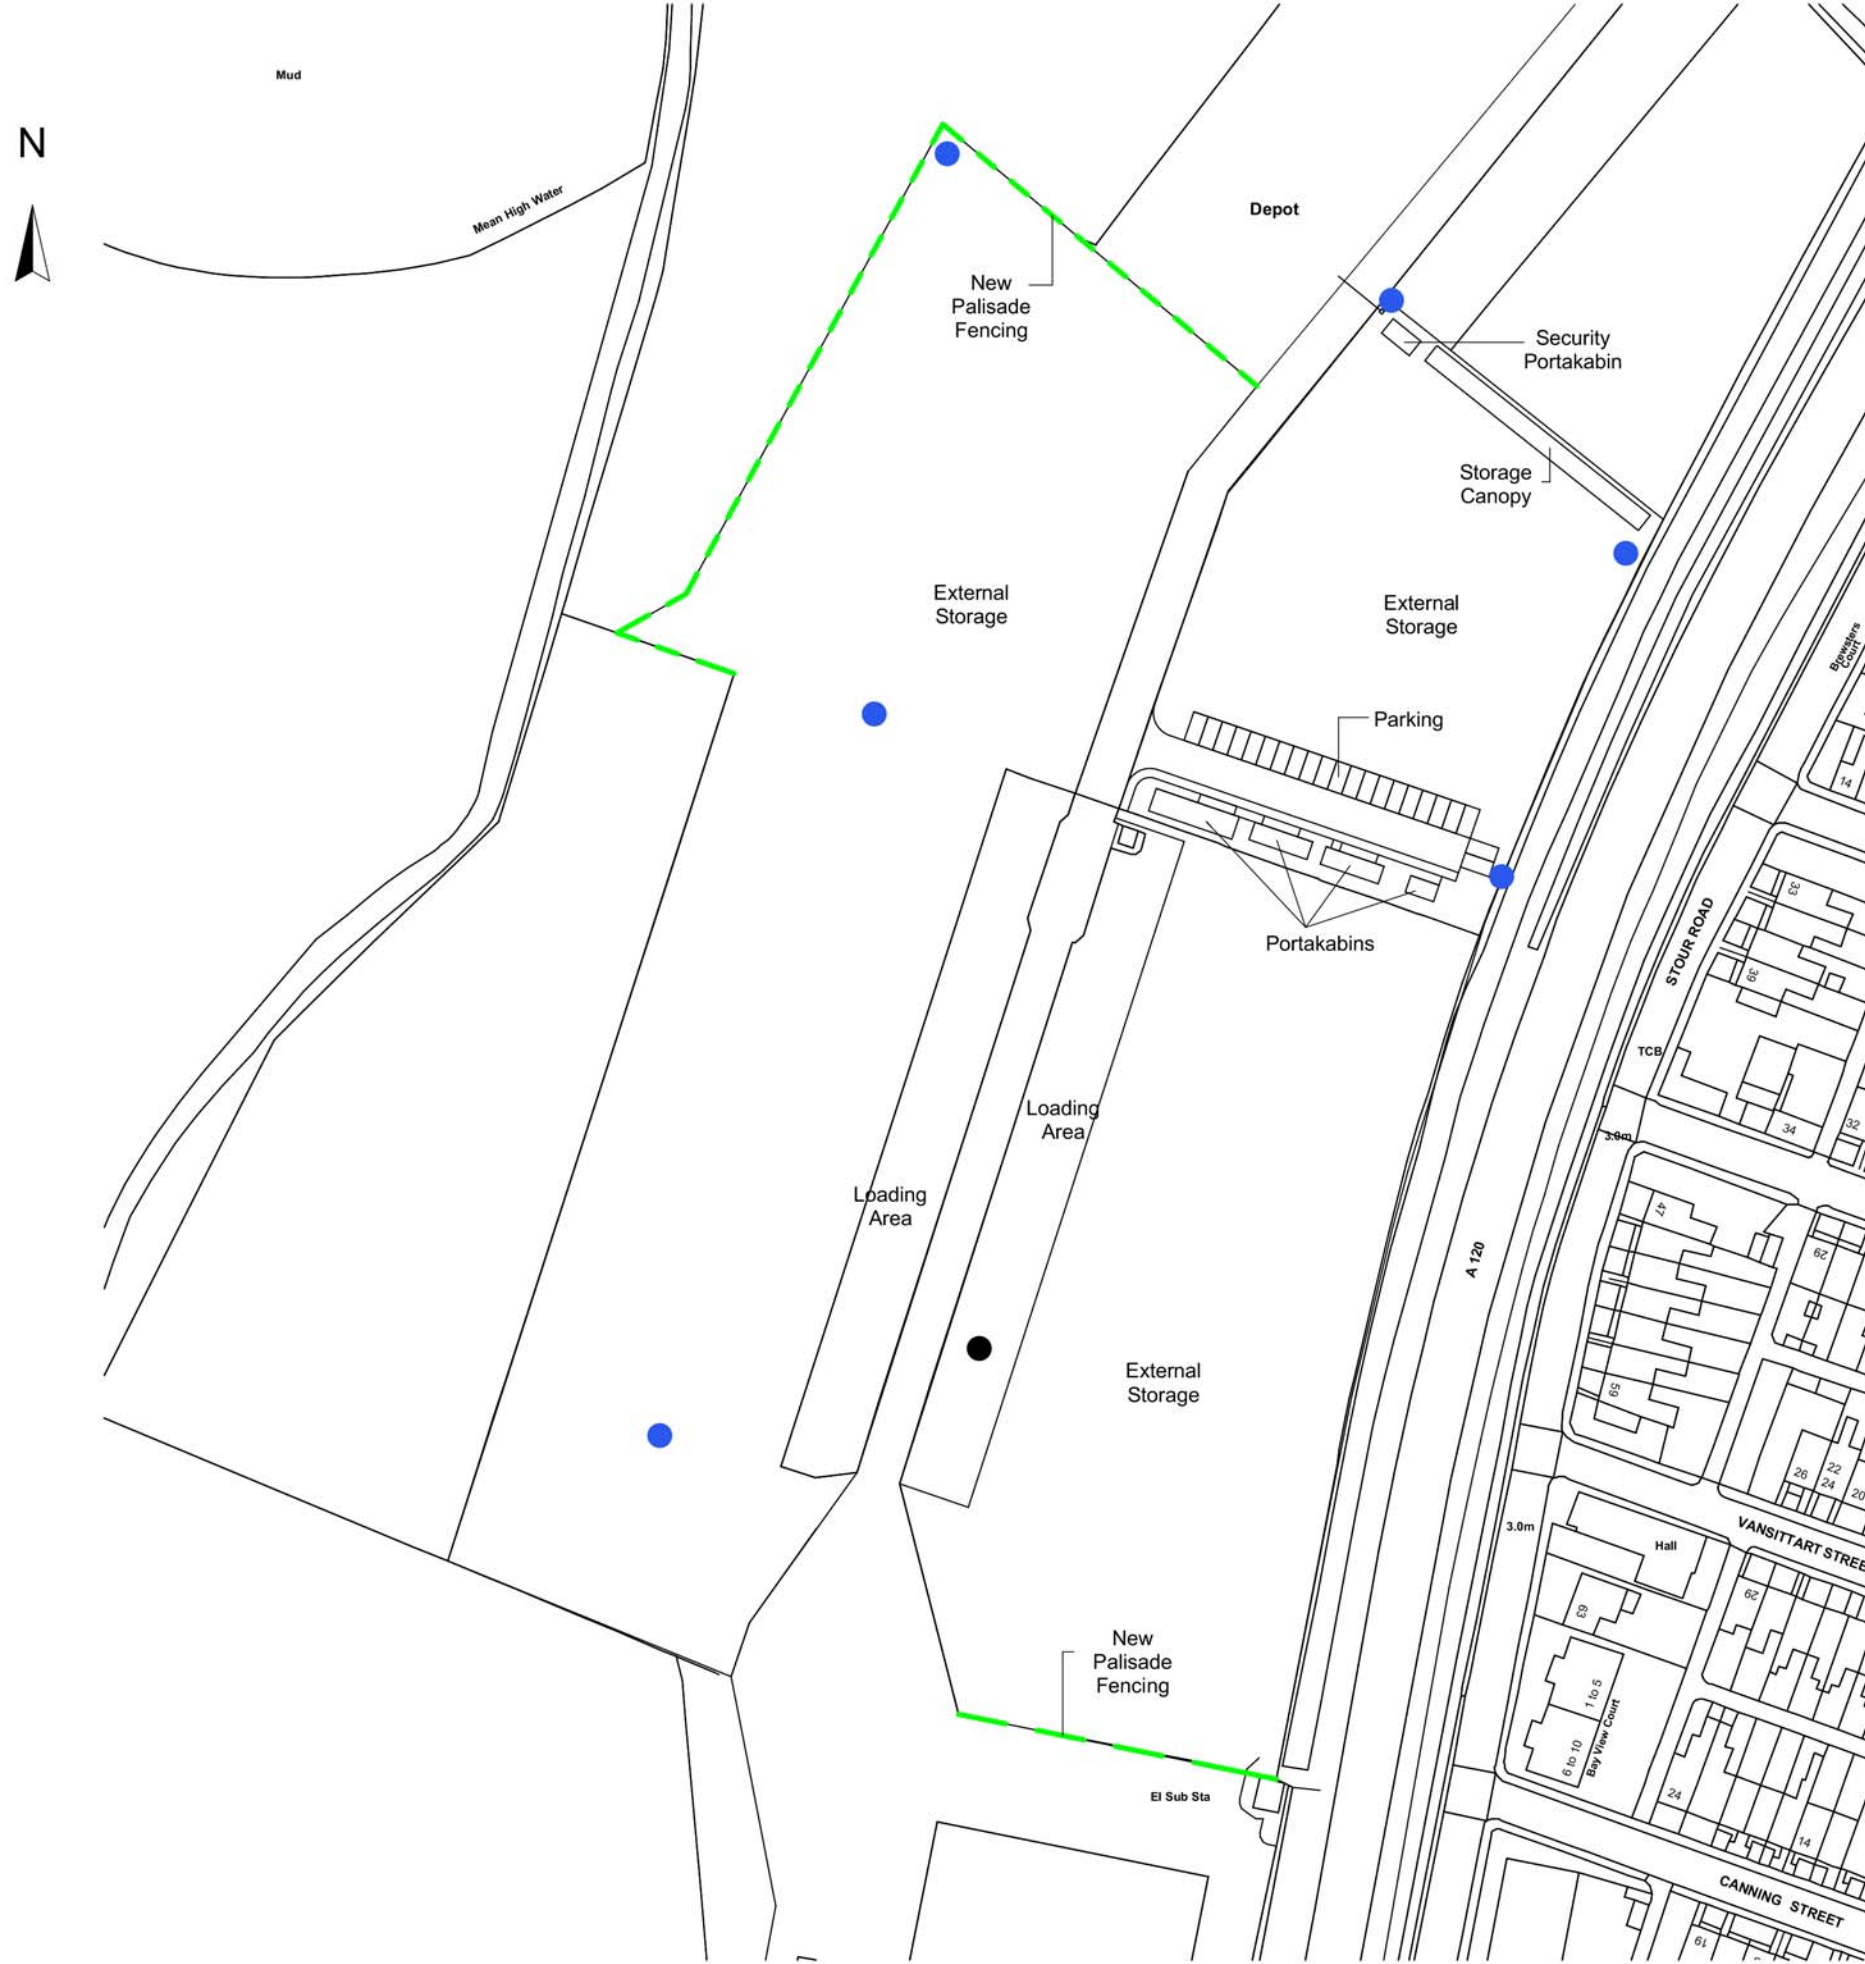 Mud
N
Mean High Water
Depot
New
Palisade
Fencing
Security
Portakabin
Storage
Canopy
External
Storage
External
Storage
Brewsters
Court
Parking
14
33
Portakabins
STOUR ROAD
39
TCB
Loading
Area
34
32
3.0m
Loading
Area
47
A 120
29
External
Storage
59
26
22
24
20
3.0m
VANSITTART STREE
Hall
29
63
New
Palisade
Fencing
1 to 5
Bay View Court
6 to 10
El Sub Sta
24
14
CANNING STREET
19